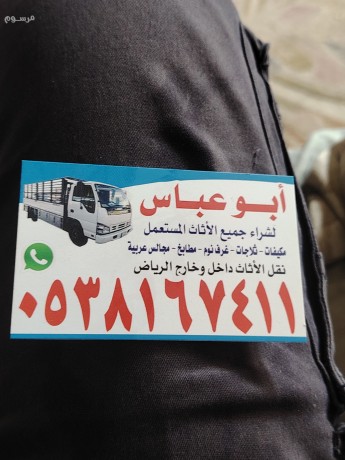 مرسوم
أبو عباس
لشراء جميع الأثاث المستعمل
مكيفات - ثلاجات - غرف نوم - مطابخ - مجالس عربية
نقل الأثاث داخل وخارج الرياض
٠٥٣٨١٦٧٤١١